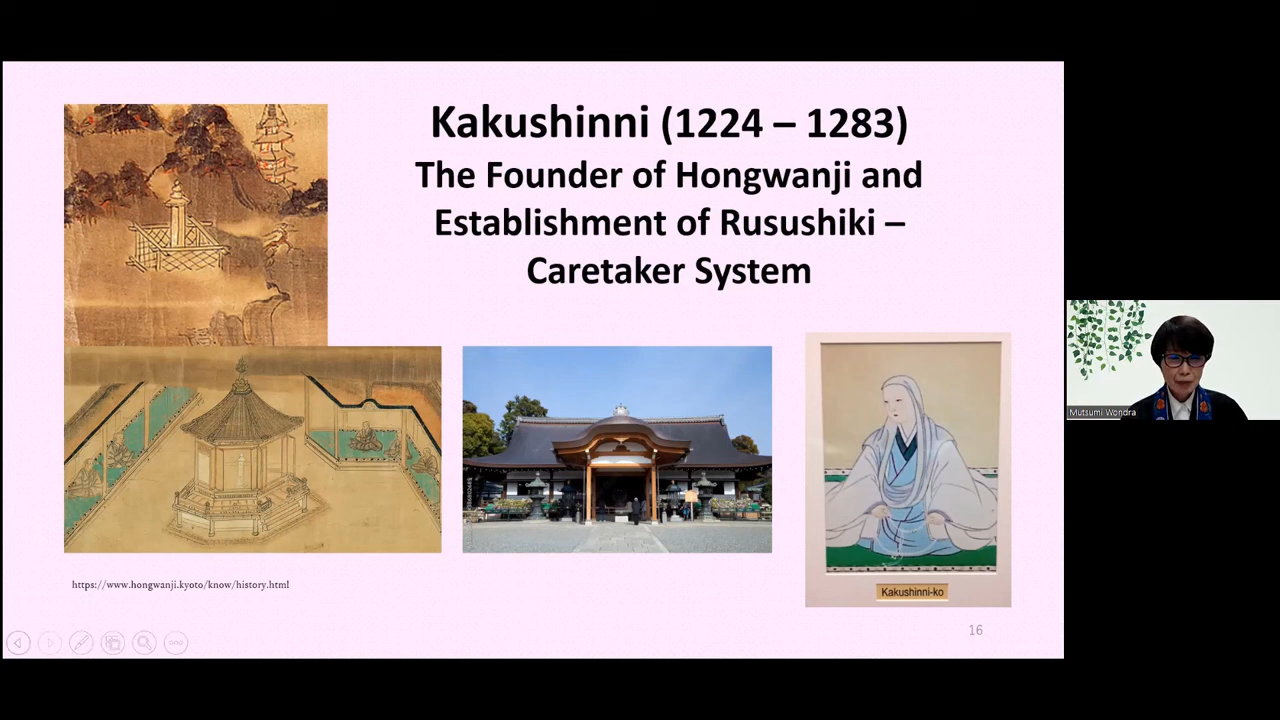 Kakushinni (1224 – 1283)
The Founder of Hongwanji and
Establishment of Rusushiki –
Caretaker System
Kakushinni-ko
https://www.hongwanji.kyoto/know/history.html
16
Mutsumi Wondra